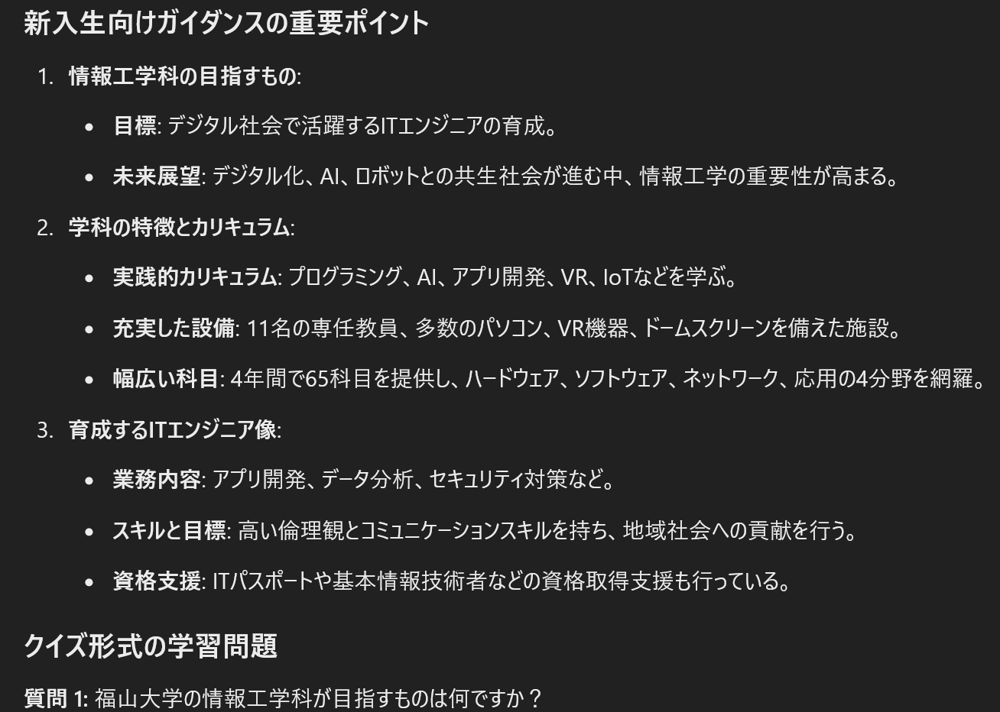 新入生向けガイダンスの重要ポイント
1. 情報工学科の目指すもの:
• 目標: デジタル社会で活躍するITエンジニアの育成。
• 未来展望: デジタル化、AI、ロボットとの共生社会が進む中、情報工学の重要性が高まる。
2. 学科の特徴とカリキュラム:
• 実践的カリキュラム: プログラミング、AI、アプリ開発、VR、IoTなどを学ぶ。
• 充実した設備: 11名の専任教員、多数のパソコン、VR機器、ドームスクリーンを備えた施設。
• 幅広い科目: 4年間で65科目を提供し、ハードウェア、ソフトウェア、ネットワーク、応用の4分野を網羅。
3. 育成するITエンジニア像:
• 業務内容: アプリ開発、データ分析、セキュリティ対策など。
• スキルと目標: 高い倫理観とコミュニケーションスキルを持ち、地域社会への貢献を行う。
• 資格支援: ITパスポートや基本情報技術者などの資格取得支援も行っている。
クイズ形式の学習問題
質問 1: 福山大学の情報工学科が目指すものは何ですか？